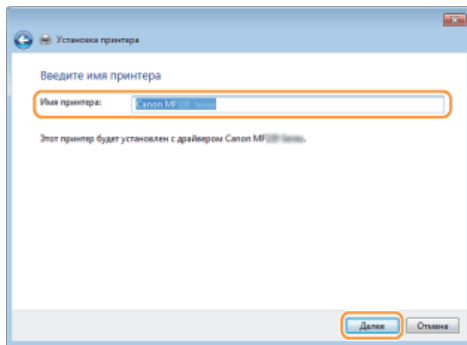 Установка принтера
Введите имя принтера
Имя принтера: Canon MF
Этот принтер будет установлен с драйвером Canon MF
Далее Отмена